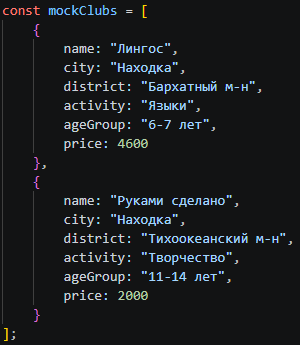 const mockClubs = [
    {
        name: "Лингос",
        city: "Находка",
        district: "Бархатный м-н",
        activity: "Языки",
        ageGroup: "6-7 лет",
        price: 4600
    },
    {
        name: "Руками сделано",
        city: "Находка",
        district: "Тихоокеанский м-н",
        activity: "Творчество",
        ageGroup: "11-14 лет",
        price: 2000
    }
];